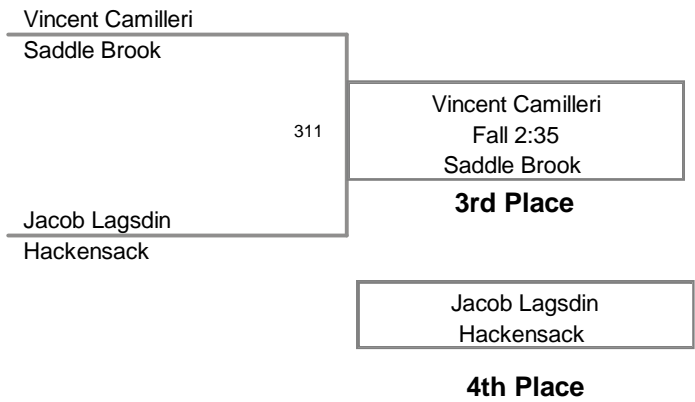 Vincent Camilleri
Saddle Brook
311
Vincent Camilleri
Fall 2:35
Saddle Brook
3rd Place
Jacob Lagsdin
Hackensack
Jacob Lagsdin
Hackensack
4th Place